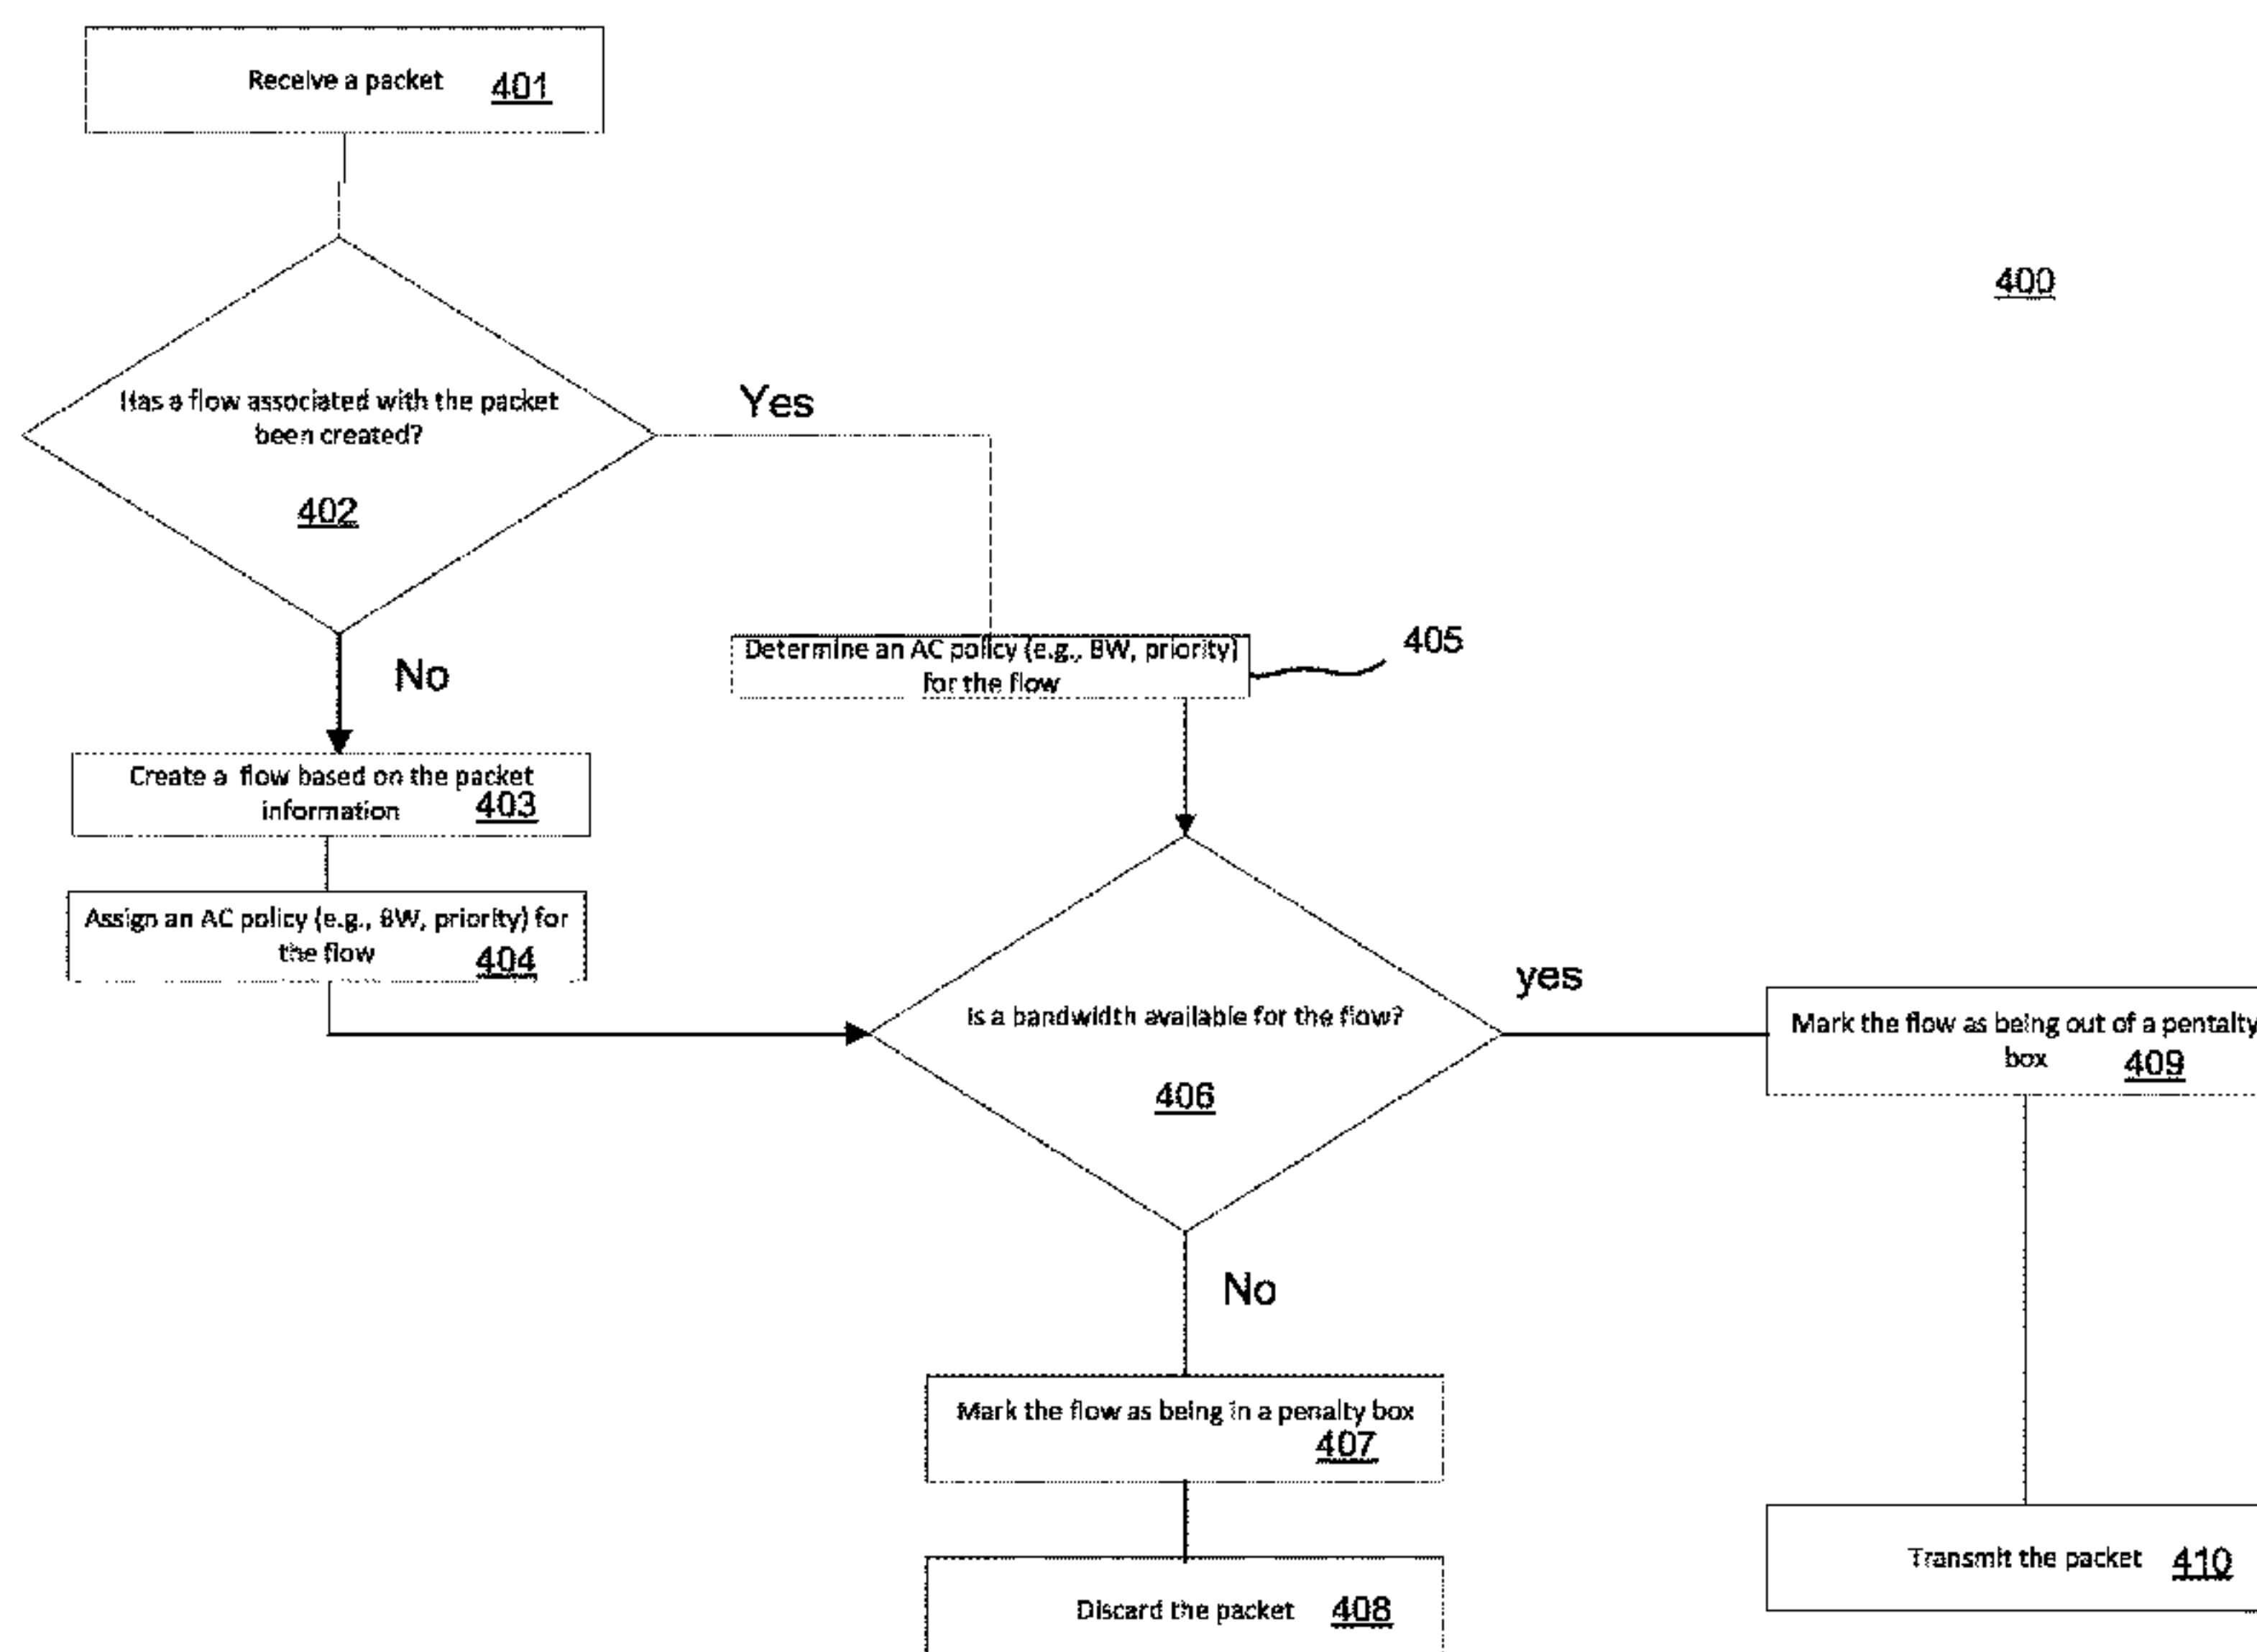 Receive a packet 401
400
Has a flow associated with the packet
been created?
402
Yes
No
Determine an AC policy (e.g., BW, priority)
for the flow
405
Create a flow based on the packet
information 403
Assign an AC policy (e.g., BW, priority) for
the flow 404
Is a bandwidth available for the flow?
406
yes
Mark the flow as being out of a pentalty
box 409
No
Mark the flow as being in a penalty box
407
Transmit the packet 410
Discard the packet 408